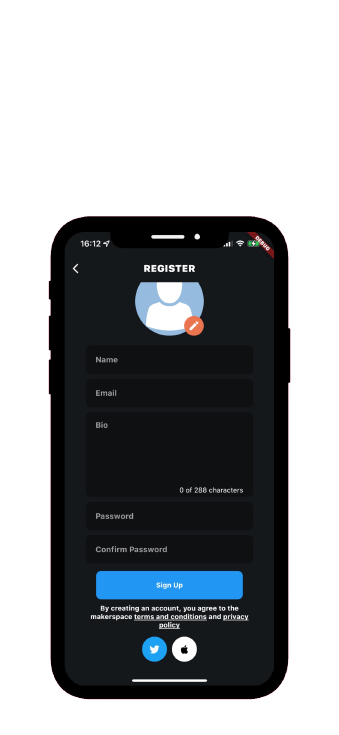 16:12
DEBUG
REGISTER
Name
Email
Bio
0 of 288 characters
Password
Confirm Password
Sign Up
By creating an account, you agree to the
makerspace terms and conditions and privacy
policy